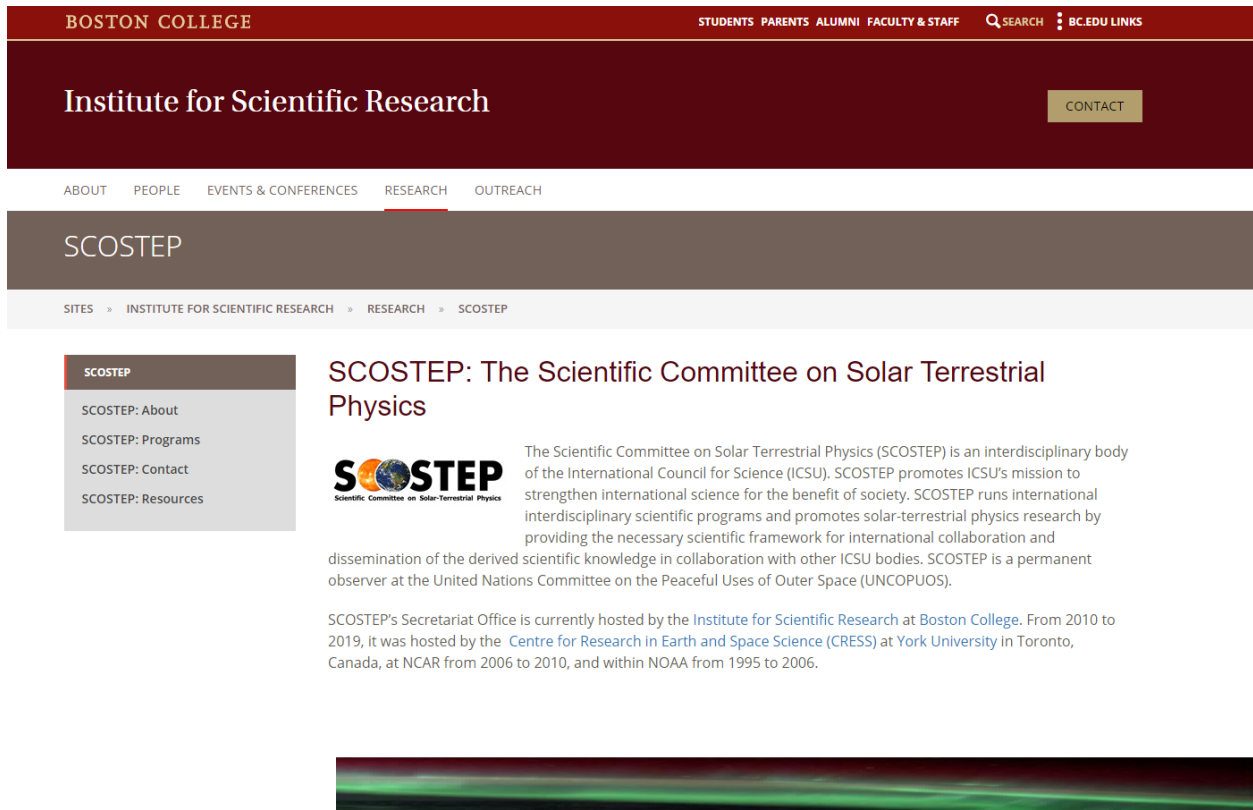 BOSTON COLLEGE
STUDENTS PARENTS ALUMNI FACULTY & STAFF SEARCH BC.EDU LINKS
Institute for Scientific Research
CONTACT
ABOUT PEOPLE EVENTS & CONFERENCES RESEARCH OUTREACH
SCOSTEP
SITES » INSTITUTE FOR SCIENTIFIC RESEARCH » RESEARCH » SCOSTEP
SCOSTEP
SCOSTEP: About
SCOSTEP: Programs
SCOSTEP: Contact
SCOSTEP: Resources
SCOSTEP: The Scientific Committee on Solar Terrestrial
Physics
SCOSTEP
Scientific Committee on Solar-Terrestrial Physics
The Scientific Committee on Solar Terrestrial Physics (SCOSTEP) is an interdisciplinary body
of the International Council for Science (ICSU). SCOSTEP promotes ICSU's mission to
strengthen international science for the benefit of society. SCOSTEP runs international
interdisciplinary scientific programs and promotes solar-terrestrial physics research by
providing the necessary scientific framework for international collaboration and
dissemination of the derived scientific knowledge in collaboration with other ICSU bodies. SCOSTEP is a permanent
observer at the United Nations Committee on the Peaceful Uses of Outer Space (UNCOPUOS).
SCOSTEP's Secretariat Office is currently hosted by the Institute for Scientific Research at Boston College. From 2010 to
2019, it was hosted by the Centre for Research in Earth and Space Science (CRESS) at York University in Toronto,
Canada, at NCAR from 2006 to 2010, and within NOAA from 1995 to 2006.